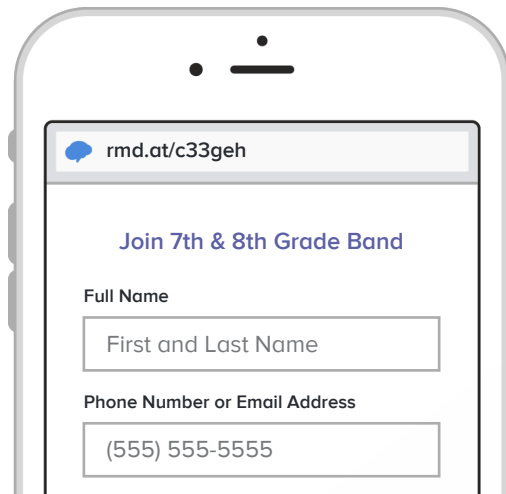 rmd.at/c33geh
Join 7th & 8th Grade Band
Full Name
First and Last Name
Phone Number or Email Address
(555) 555-5555